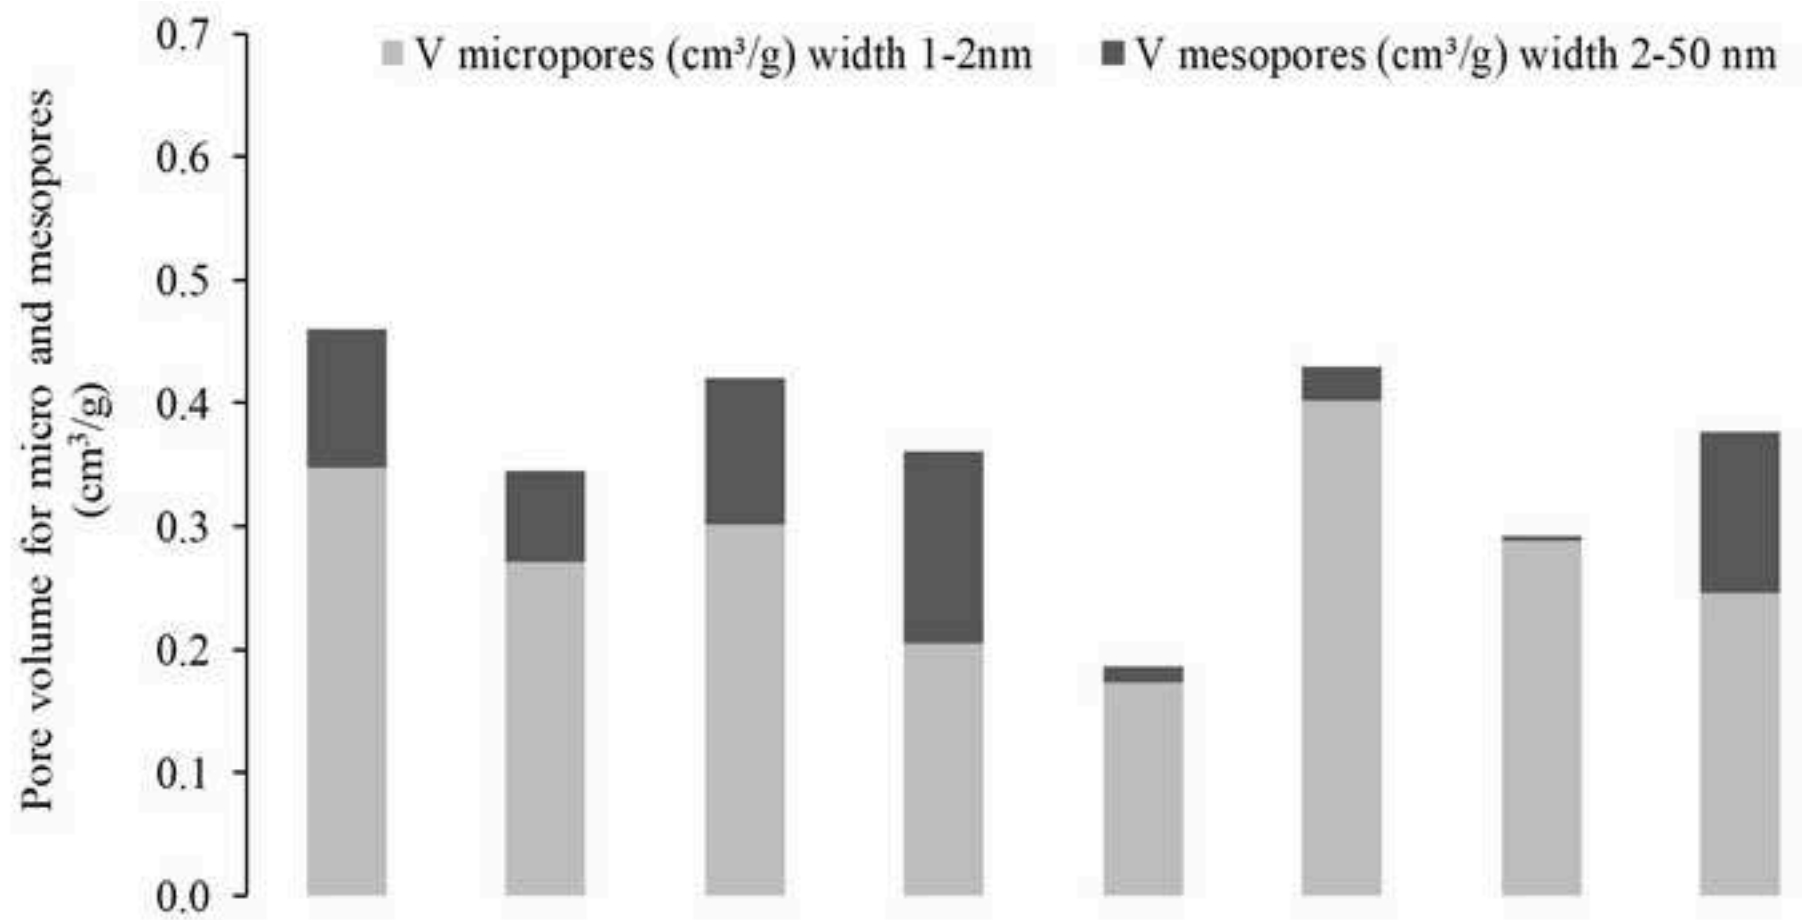 V micropores (cm³/g) width 1-2nm
V mesopores (cm³/g) width 2-50 nm
Pore volume for micro and mesopores
(cm³/g)
0.7
0.6
0.5
0.4
0.3
0.2
0.1
0.0